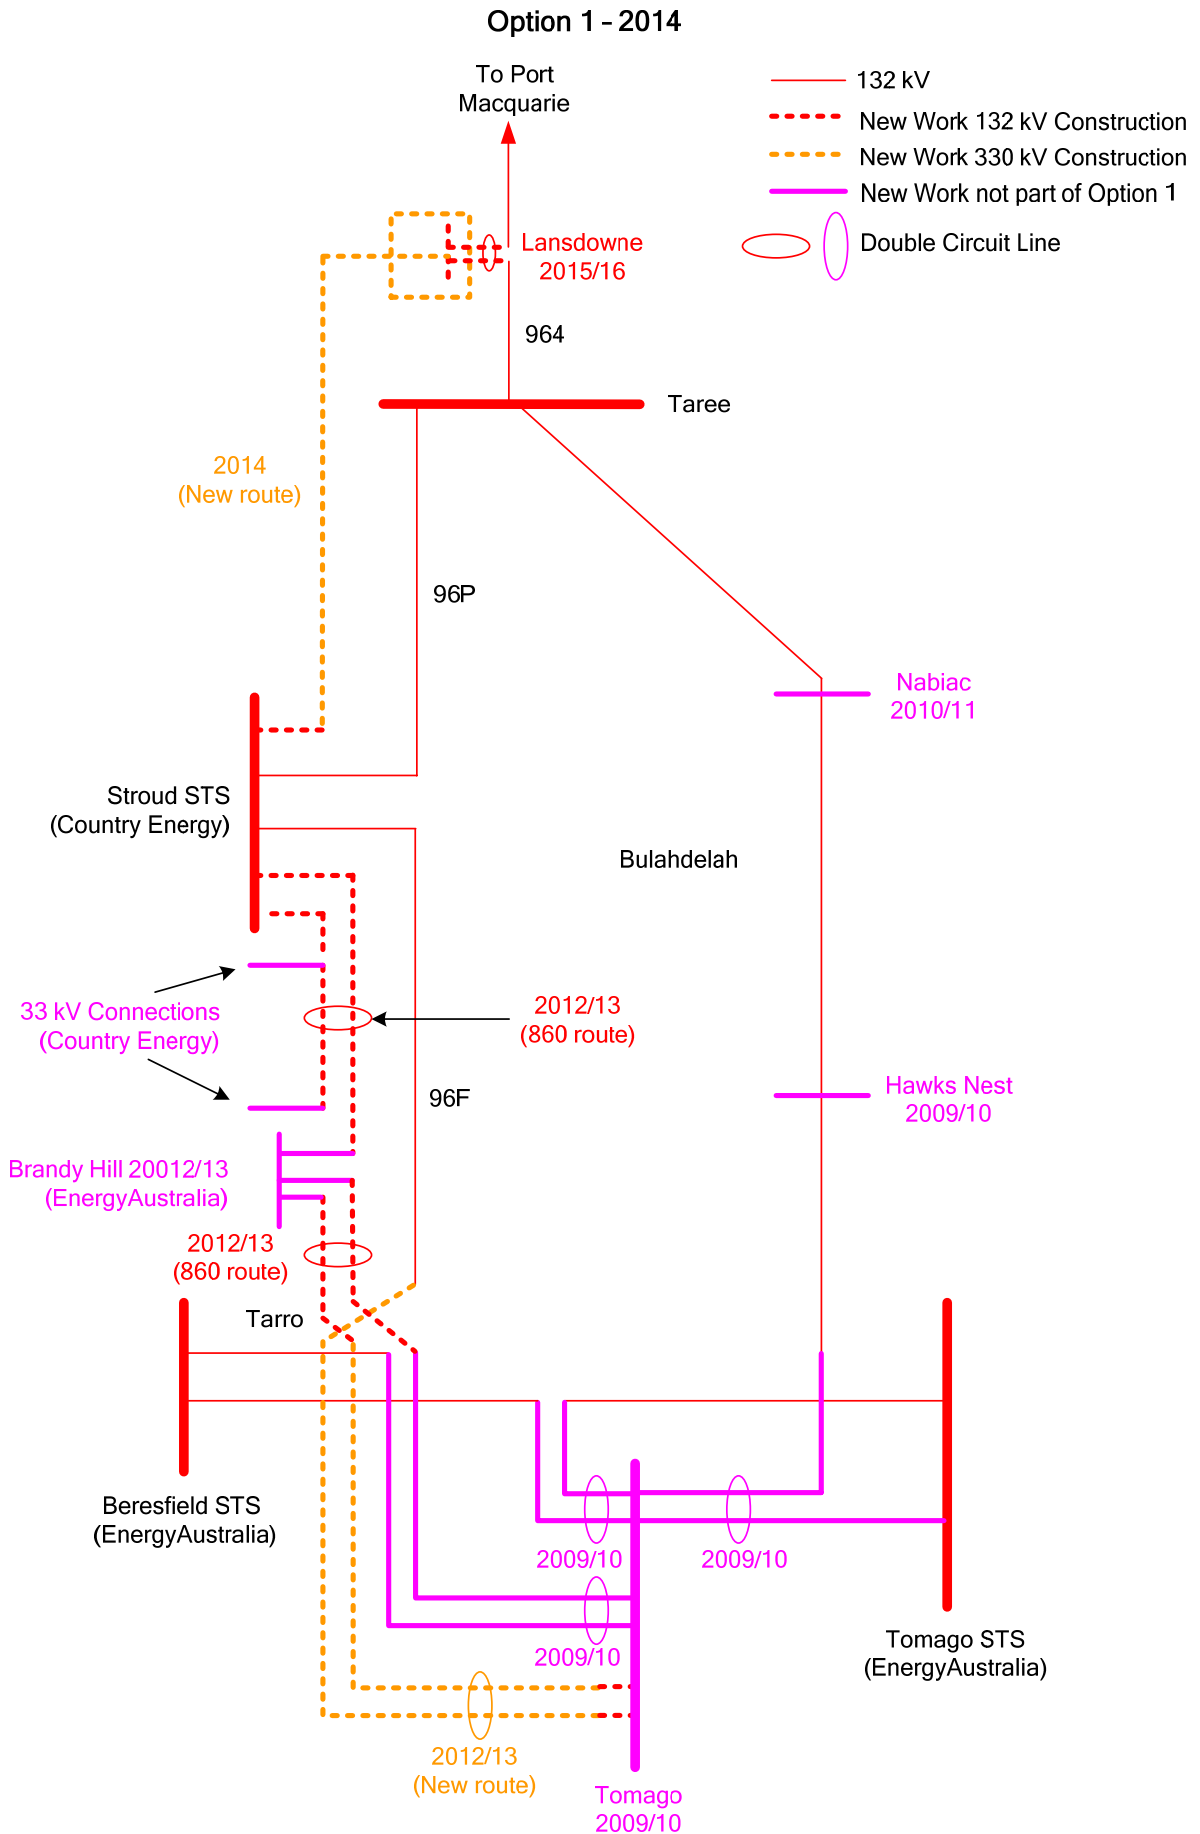 Option 1 – 2014
To Port
Macquarie
132 kV
New Work 132 kV Construction
New Work 330 kV Construction
New Work not part of Option 1
Double Circuit Line
Lansdowne
2015/16
964
Taree
2014
(New route)
96P
Nabiac
2010/11
Stroud STS
(Country Energy)
Bulahdelah
33 kV Connections
(Country Energy)
2012/13
(860 route)
96F
Hawks Nest
2009/10
Brandy Hill 20012/13
(EnergyAustralia)
2012/13
(860 route)
Tarro
Beresfield STS
(EnergyAustralia)
2009/10
2009/10
2009/10
Tomago STS
(EnergyAustralia)
2012/13
(New route)
Tomago
2009/10